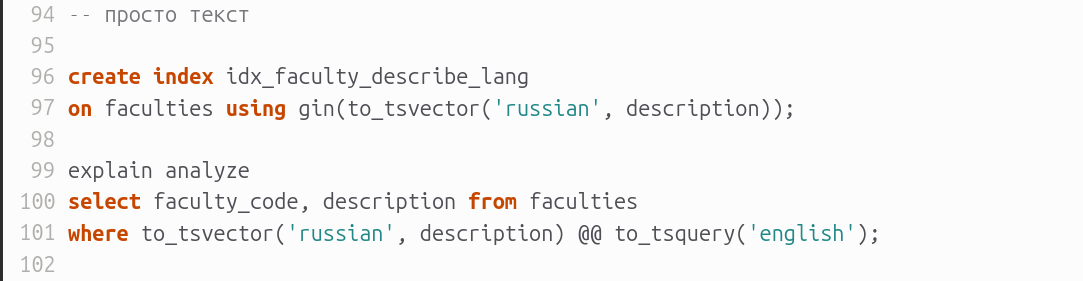 94 -- просто текст
95
96 create index idx_faculty_describe_lang
97 on faculties using gin(to_tsvector('russian', description));
98
99 explain analyze
100 select faculty_code, description from faculties
101 where to_tsvector('russian', description) @@ to_tsquery('english');
102